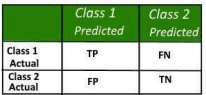 Class 1 Class 2
Predicted Predicted
Class 1 TP FN
Actual
Class 2 FP TN
Actual